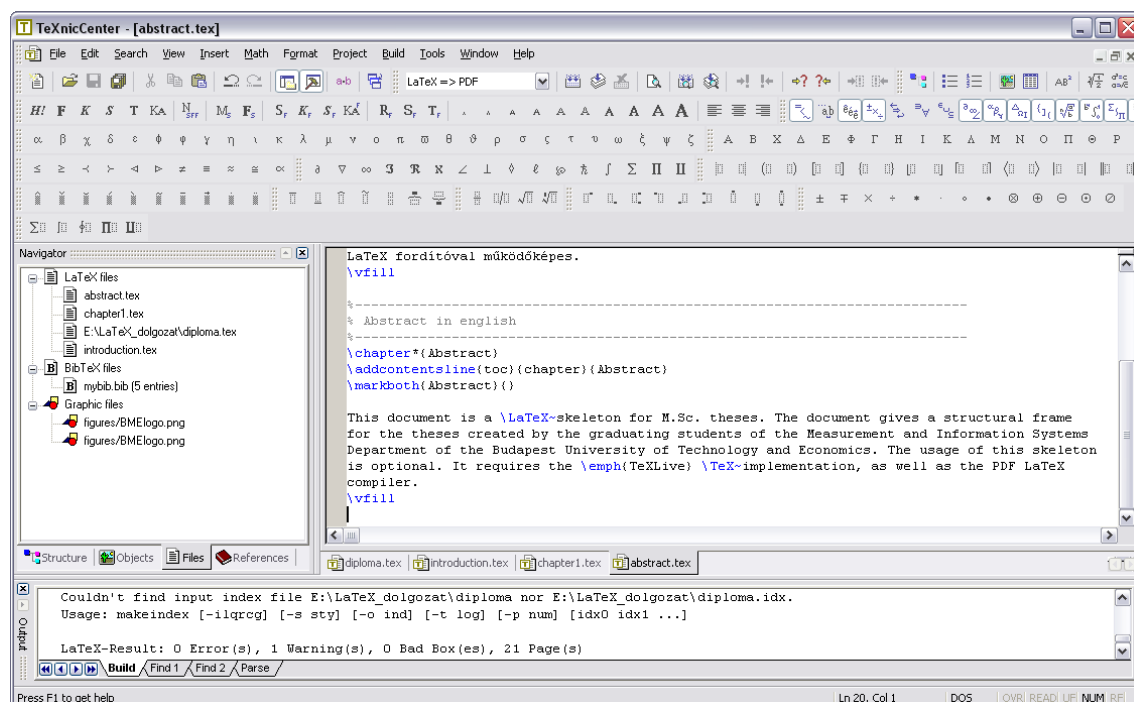 TeXnicCenter - [abstract.tex]
File Edit Search View Insert Math Format Project Build Tools Window Help
LaTeX => PDF
Navigator
LaTeX files
abstract.tex
chapter1.tex
E:\LaTeX_dolgozat\diploma.tex
introduction.tex
BibTeX files
mybib.bib (5 entries)
Graphic files
figures/BMElogo.png
figures/BMElogo.png
Structure Objects Files References
LaTeX fordítóval működőképes.
\vfill
%---------------------------------------------------------------------------
% Abstract in english
%---------------------------------------------------------------------------
\chapter*{Abstract}
\addcontentsline{toc}{chapter}{Abstract}
\markboth{Abstract}{}
This document is a \LaTeX~skeleton for M.Sc. theses. The document gives a structural frame
for the theses created by the graduating students of the Measurement and Information Systems
Department of the Budapest University of Technology and Economics. The usage of this skeleton
is optional. It requires the \emph{TeXLive} \TeX~implementation, as well as the PDF LaTeX
compiler.
\vfill
diploma.tex introduction.tex chapter1.tex abstract.tex
Output
Couldn't find input index file E:\LaTeX_dolgozat\diploma nor E:\LaTeX_dolgozat\diploma.idx.
Usage: makeindex [-ilqrcg] [-s sty] [-o ind] [-t log] [-p num] [idx0 idx1 ...]
LaTeX-Result: 0 Error(s), 1 Warning(s), 0 Bad Box(es), 21 Page(s)
Build Find 1 Find 2 Parse
Press F1 to get help Ln 20, Col 1 DOS OVR READ LF NUM RE